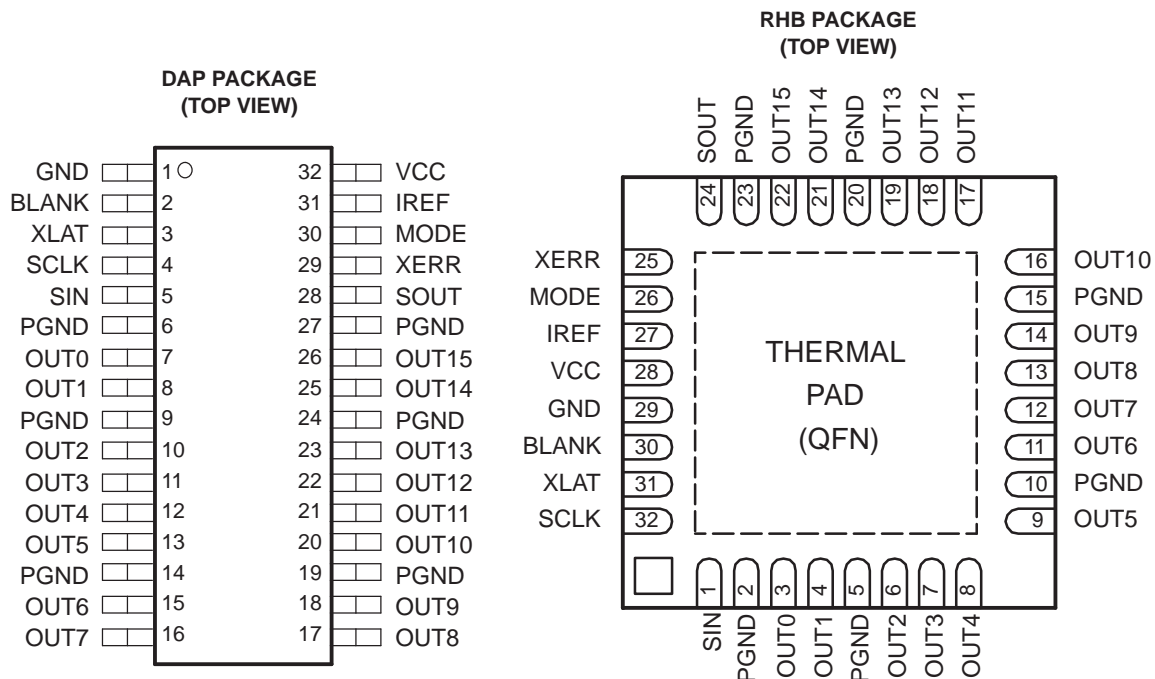 DAP PACKAGE
(TOP VIEW)
GND 1 32 VCC
BLANK 2 31 IREF
XLAT 3 30 MODE
SCLK 4 29 XERR
SIN 5 28 SOUT
PGND 6 27 PGND
OUT0 7 26 OUT15
OUT1 8 25 OUT14
PGND 9 24 PGND
OUT2 10 23 OUT13
OUT3 11 22 OUT12
OUT4 12 21 OUT11
OUT5 13 20 OUT10
PGND 14 19 PGND
OUT6 15 18 OUT9
OUT7 16 17 OUT8
RHB PACKAGE
(TOP VIEW)
SOUT PGND OUT15 OUT14 PGND OUT13 OUT12 OUT11
24 23 22 21 20 19 18 17
XERR 25 16 OUT10
MODE 26 15 PGND
IREF 27 14 OUT9
VCC 28 13 OUT8
GND 29 12 OUT7
BLANK 30 11 OUT6
XLAT 31 10 PGND
SCLK 32 9 OUT5
THERMAL
PAD
(QFN)
1 2 3 4 5 6 7 8
SIN PGND OUT0 OUT1 PGND OUT2 OUT3 OUT4